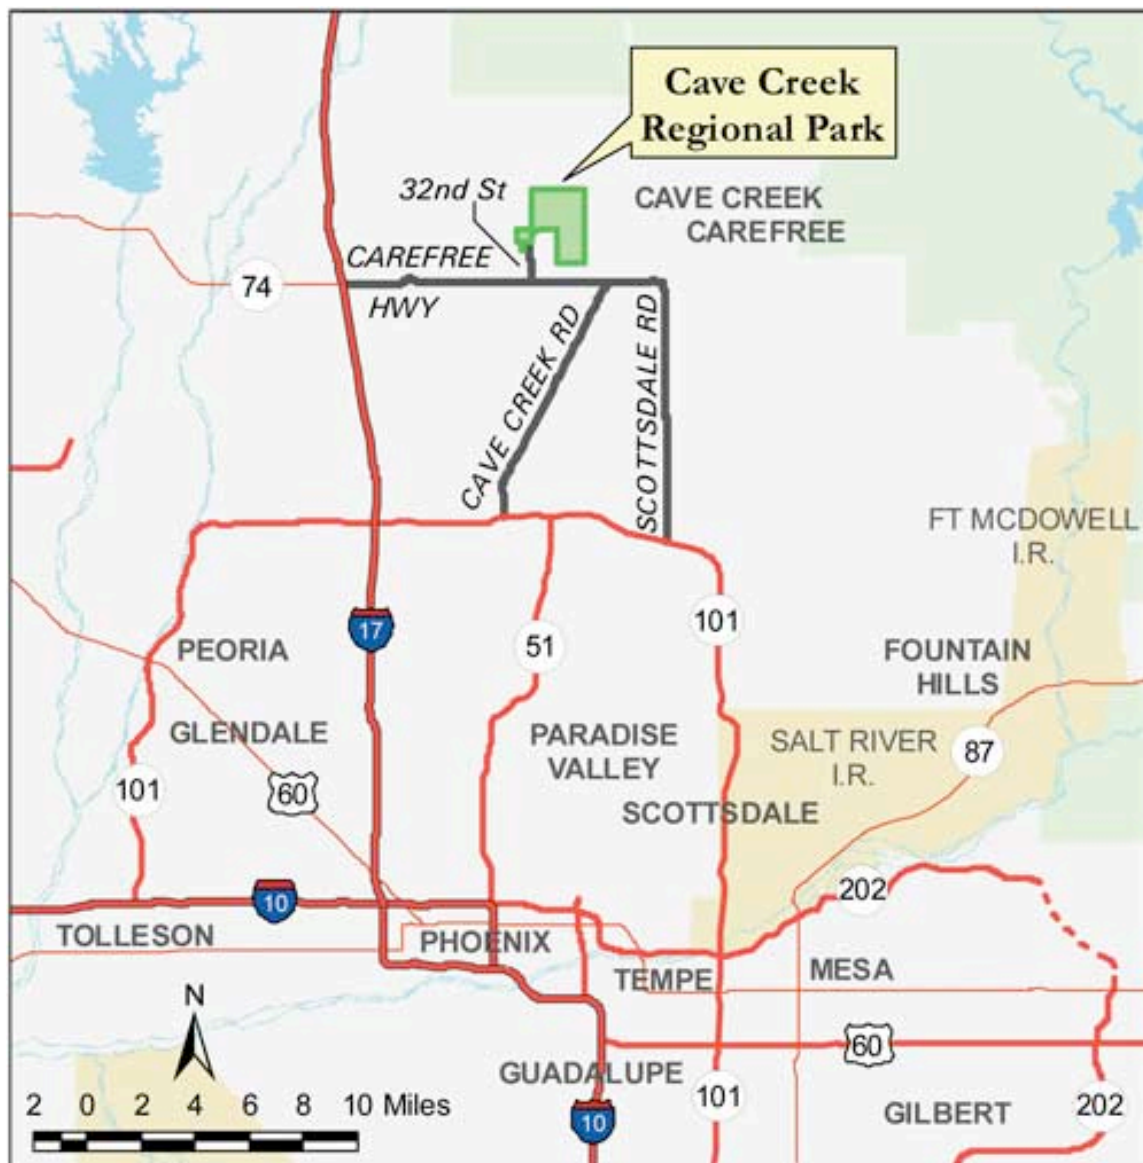 Cave Creek
Regional Park
32nd St
CAVE CREEK
CAREFREE
CAREFREE
HWY
74
CAVE CREEK RD
SCOTTSDALE RD
FT MCDOWELL
I.R.
17
51
101
PEORIA
FOUNTAIN
HILLS
GLENDALE
PARADISE
VALLEY
SALT RIVER
I.R.
87
101
60
SCOTTSDALE
10
202
TOLLESON
PHOENIX
TEMPE
MESA
N
60
GUADALUPE
2 0 2 4 6 8 10 Miles
10
101
GILBERT
202